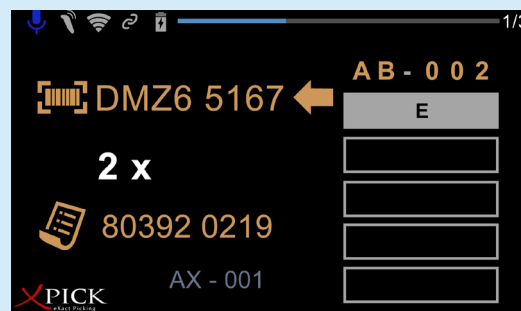 1/3
AB-002
DMZ6 5167
E
2 x
80392 0219
AX - 001
XPICK
eXact Picking